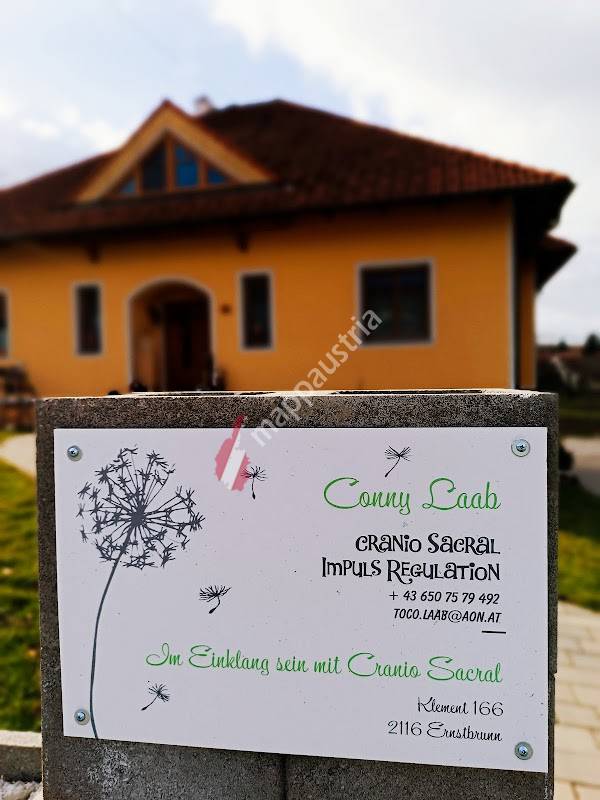 mappaustria
Conny Laab
CRANIO SACRAL
IMPULS REGULATION
+ 43 650 75 79 492
TOCO.LAAB@AON.AT
Im Einklang sein mit Cranio Sacral
Klement 166
2116 Ernstbrunn